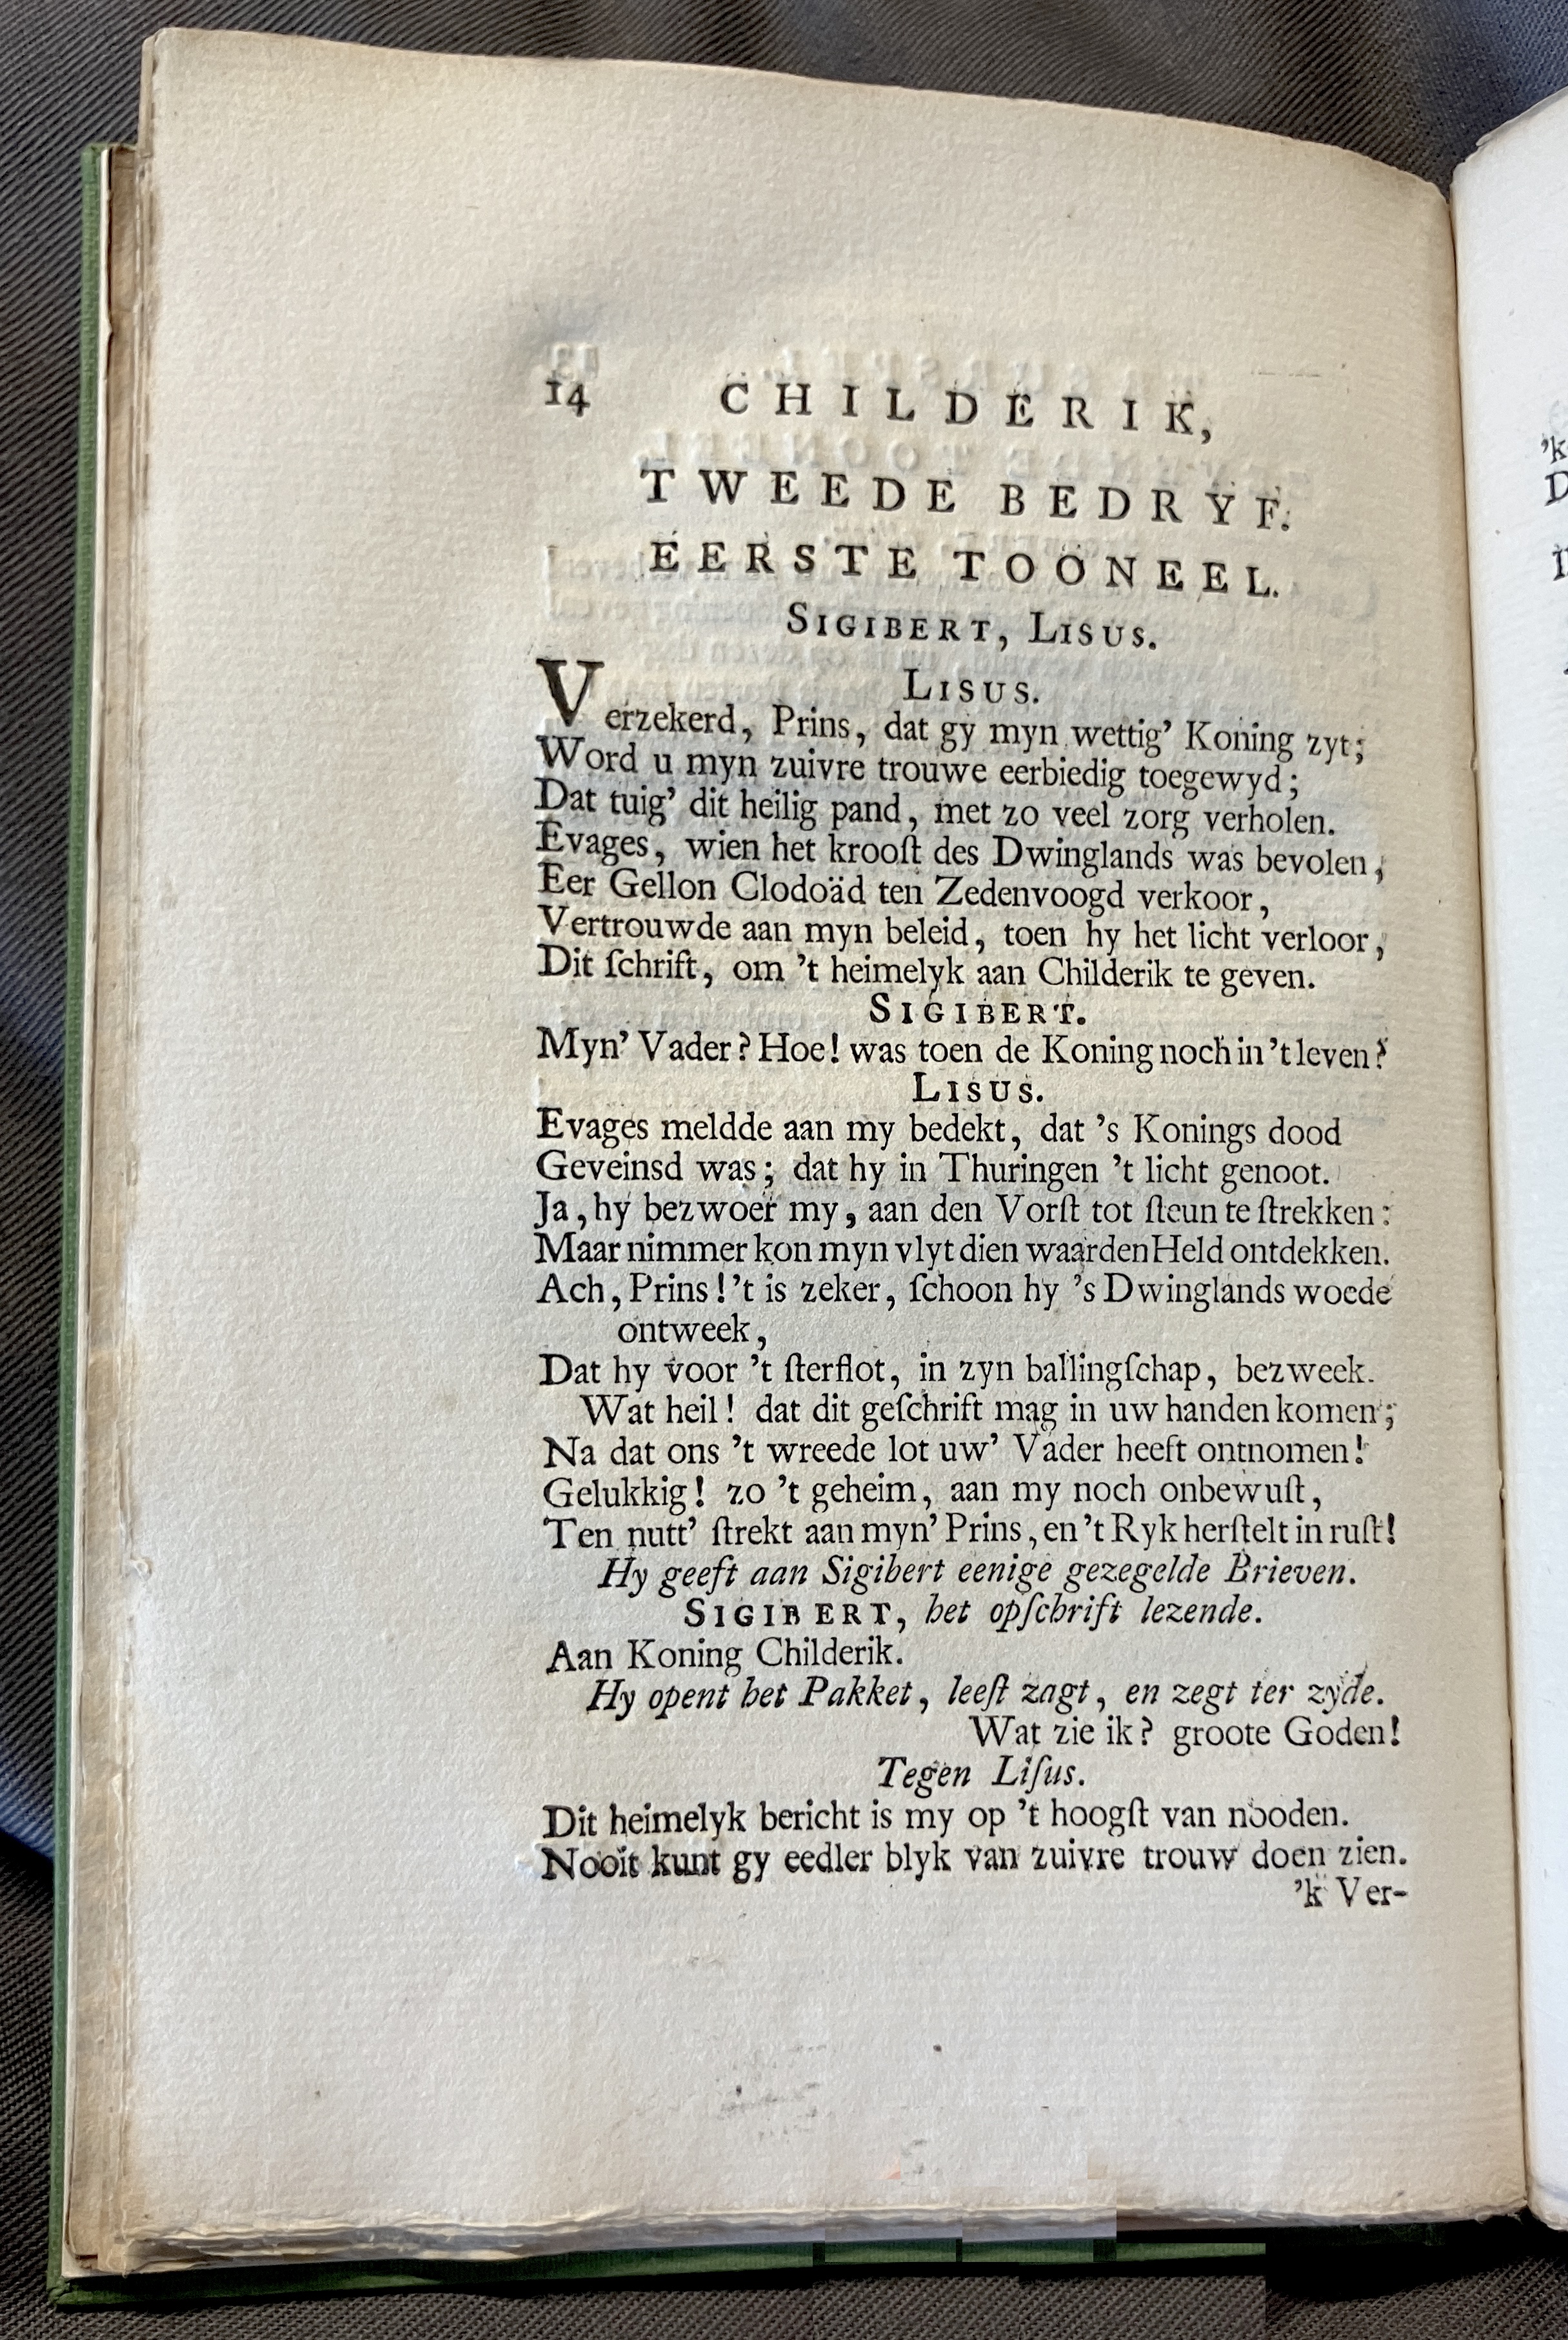 14 CHILDERIK,
TWEEDE BEDRYF.
EERSTE TOONEEL.
SIGIBERT, LISUS.
LISUS.
Verzekerd, Prins, dat gy myn wettig' Koning zyt;
Word u myn zuivre trouwe eerbiedig toegewyd;
Dat tuig' dit heilig pand, met zo veel zorg verholen.
Evages, wien het krooſt des Dwinglands was bevolen,
Eer Gellon Clodoäd ten Zedenvoogd verkoor,
Vertrouwde aan myn beleid, toen hy het licht verloor,
Dit ſchrift, om 't heimelyk aan Childerik te geven.
SIGIBERT.
Myn' Vader? Hoe! was toen de Koning noch in 't leven?
LISUS.
Evages meldde aan my bedekt, dat 's Konings dood
Geveinsd was; dat hy in Thuringen 't licht genoot.
Ja, hy bezwoer my, aan den Vorſt tot ſteun te ſtrekken:
Maar nimmer kon myn vlyt dien waarden Held ontdekken.
Ach, Prins! 't is zeker, ſchoon hy 's Dwinglands woede
ontweek,
Dat hy voor 't ſterflot, in zyn ballingſchap, bezweek.
Wat heil! dat dit geſchrift mag in uw handen komen;
Na dat ons 't wreede lot uw' Vader heeft ontnomen!
Gelukkig! zo 't geheim, aan my noch onbewuſt,
Ten nutt' ſtrekt aan myn' Prins, en 't Ryk herſtelt in ruſt!
Hy geeft aan Sigibert eenige gezegelde Brieven.
SIGIBERT, het opſchrift lezende.
Aan Koning Childerik.
Hy opent het Pakket, leeſt zagt, en zegt ter zyde.
Wat zie ik? groote Goden!
Tegen Liſus.
Dit heimelyk bericht is my op 't hoogſt van nooden.
Nooit kunt gy eedler blyk van zuivre trouw doen zien.
'k Ver-
'k
D